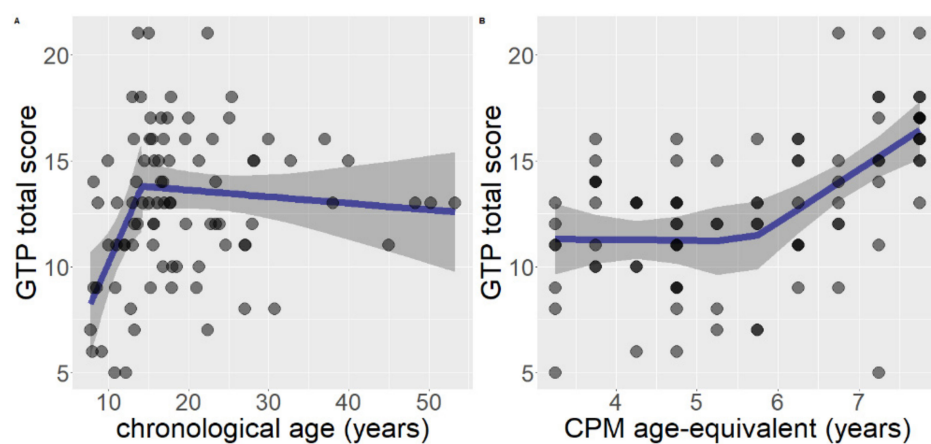 A
GTP total score
20
15
10
5
10 20 30 40 50
chronological age (years)
B
GTP total score
20
15
10
5
4 5 6 7
CPM age-equivalent (years)